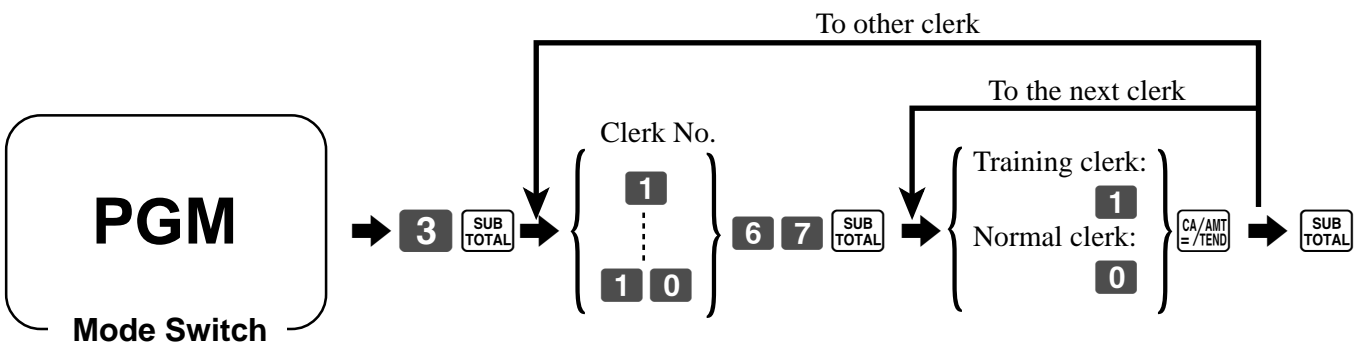 To other clerk
To the next clerk
Clerk No.
Training clerk:
1
1
PGM
3
SUB
TOTAL
6 7
SUB
TOTAL
Normal clerk:
CA/AMT
= /TEND
SUB
TOTAL
1 0
0
Mode Switch